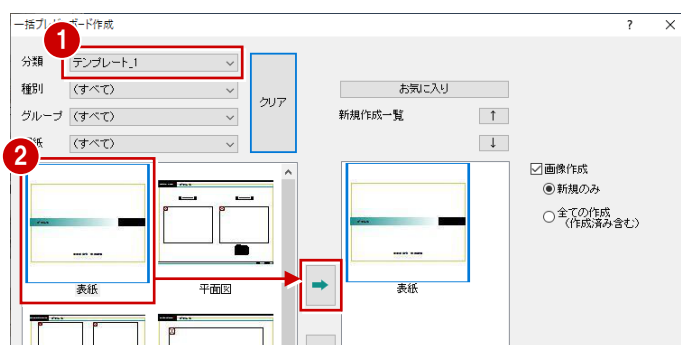 一括プレゼンボード作成 ? ×
1
分類 テンプレート_1
種別 (すべて)
クリア
お気に入り
グループ (すべて)
新規作成一覧 ↑
(すべて)
↓
2
画像作成
新規のみ
全ての作成
(作成済み含む)
表紙 平面図 → 表紙